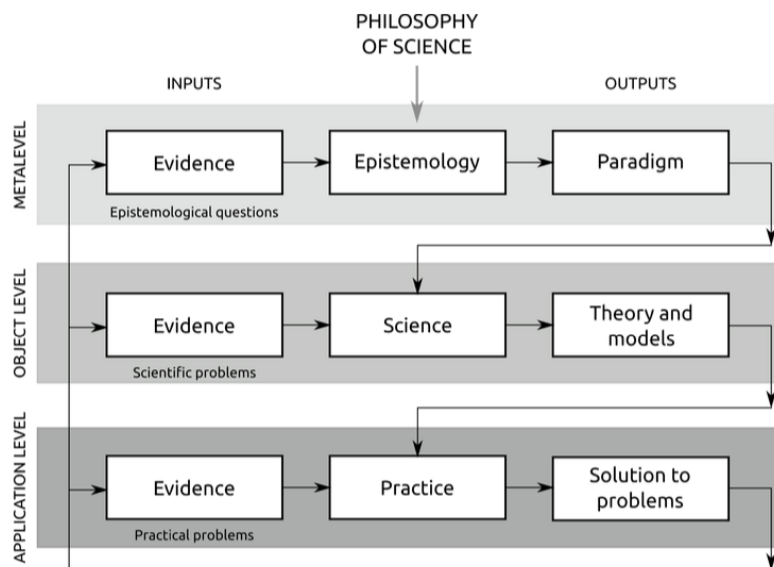 PHILOSOPHY
OF SCIENCE
INPUTS
OUTPUTS
METALEVEL
Evidence
Epistemology
Paradigm
Epistemological questions
OBJECT LEVEL
Evidence
Science
Theory and
models
Scientific problems
APPLICATION LEVEL
Evidence
Practice
Solution to
problems
Practical problems